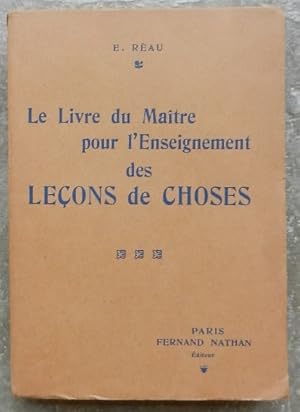 E. RÉAU
Le Livre du Maître
pour l'Enseignement
des
LEÇONS de CHOSES
PARIS
FERNAND NATHAN
Éditeur